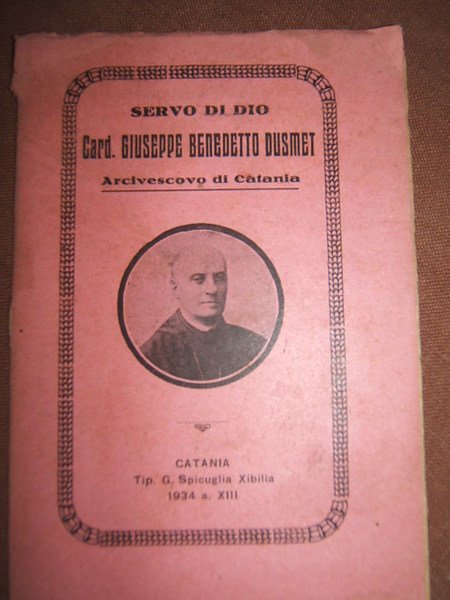 SERVO DI DIO
Card. GIUSEPPE BENEDETTO DUSMET
Arcivescovo di Catania
CATANIA
Tip. G. Spicuglia Xibilia
1934 a. XIII